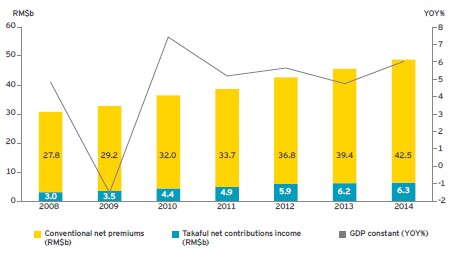 RM$b YOY%
60 8
50 7
40 6
30 5
20 4
10 3
0 2
1
0
-1
-2
27.8 29.2 32.0 33.7 36.8 39.4 42.5
3.0 3.5 4.4 4.9 5.9 6.2 6.3
2008 2009 2010 2011 2012 2013 2014
Conventional net premiums
(RM$b)
Takaful net contributions income
(RM$b)
GDP constant (YOY%)